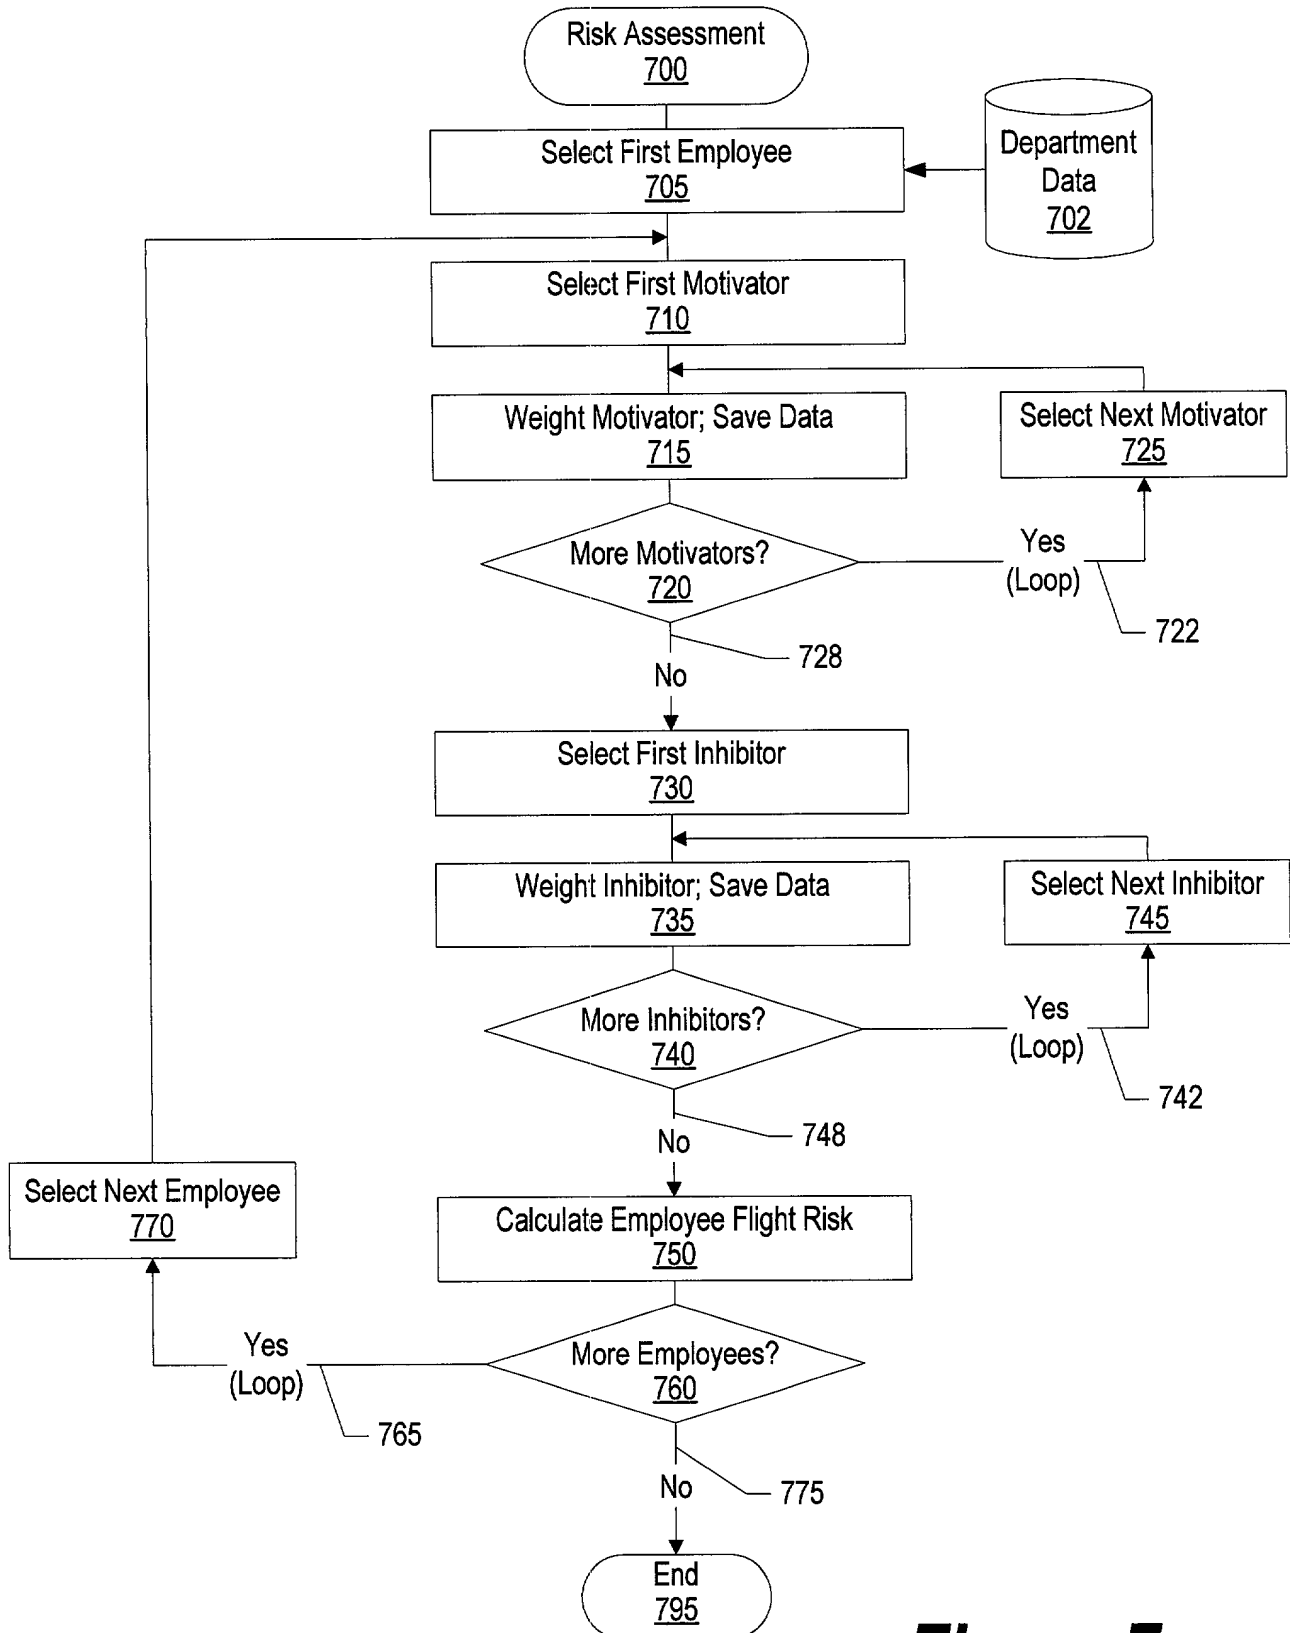 Risk Assessment
700
Department
Data
702
Select First Employee
705
Select First Motivator
710
Weight Motivator; Save Data
715
Select Next Motivator
725
More Motivators?
720
Yes
(Loop)
722
728
No
Select First Inhibitor
730
Weight Inhibitor; Save Data
735
Select Next Inhibitor
745
More Inhibitors?
740
Yes
(Loop)
742
748
No
Select Next Employee
770
Calculate Employee Flight Risk
750
More Employees?
760
Yes
(Loop)
765
775
No
End
795